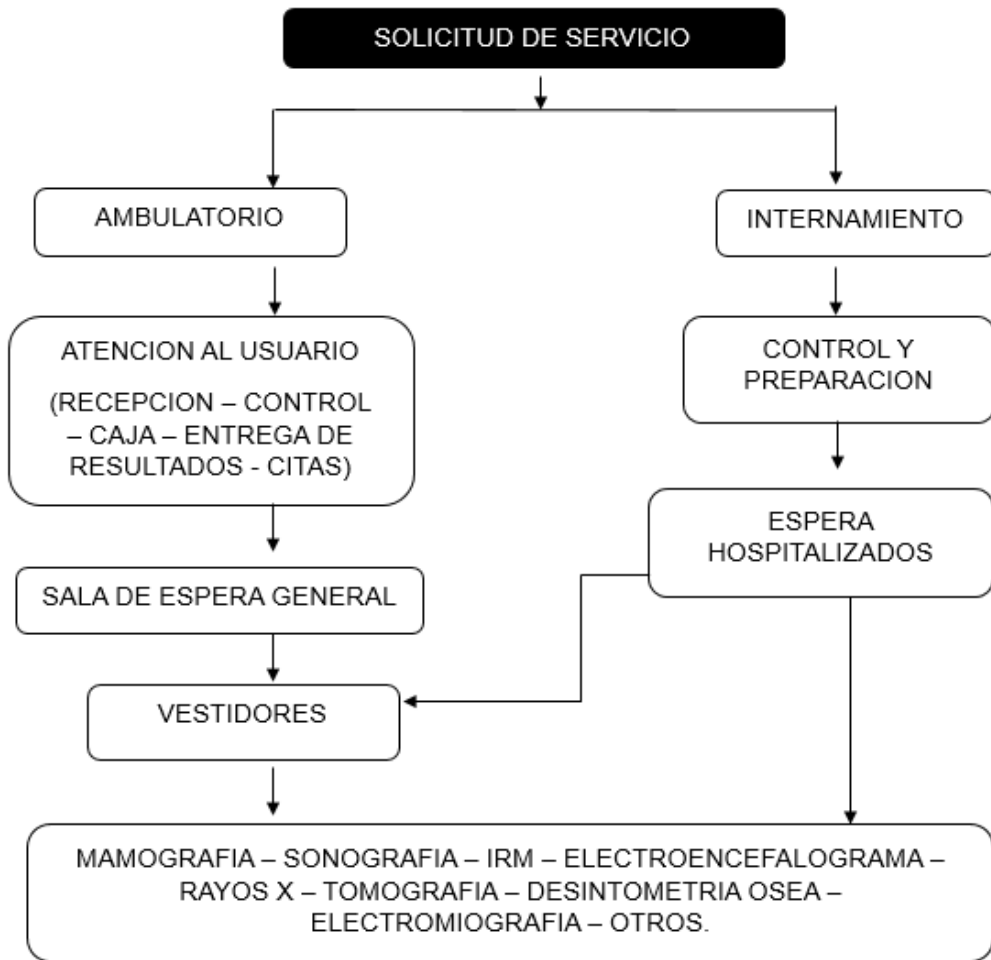 SOLICITUD DE SERVICIO
AMBULATORIO
INTERNAMIENTO
ATENCION AL USUARIO
(RECEPCION – CONTROL
– CAJA – ENTREGA DE
RESULTADOS - CITAS)
CONTROL Y
PREPARACION
ESPERA
HOSPITALIZADOS
SALA DE ESPERA GENERAL
VESTIDORES
MAMOGRAFIA – SONOGRAFIA – IRM – ELECTROENCEFALOGRAMA –
RAYOS X – TOMOGRAFIA – DESINTOMETRIA OSEA –
ELECTROMIOGRAFIA – OTROS.